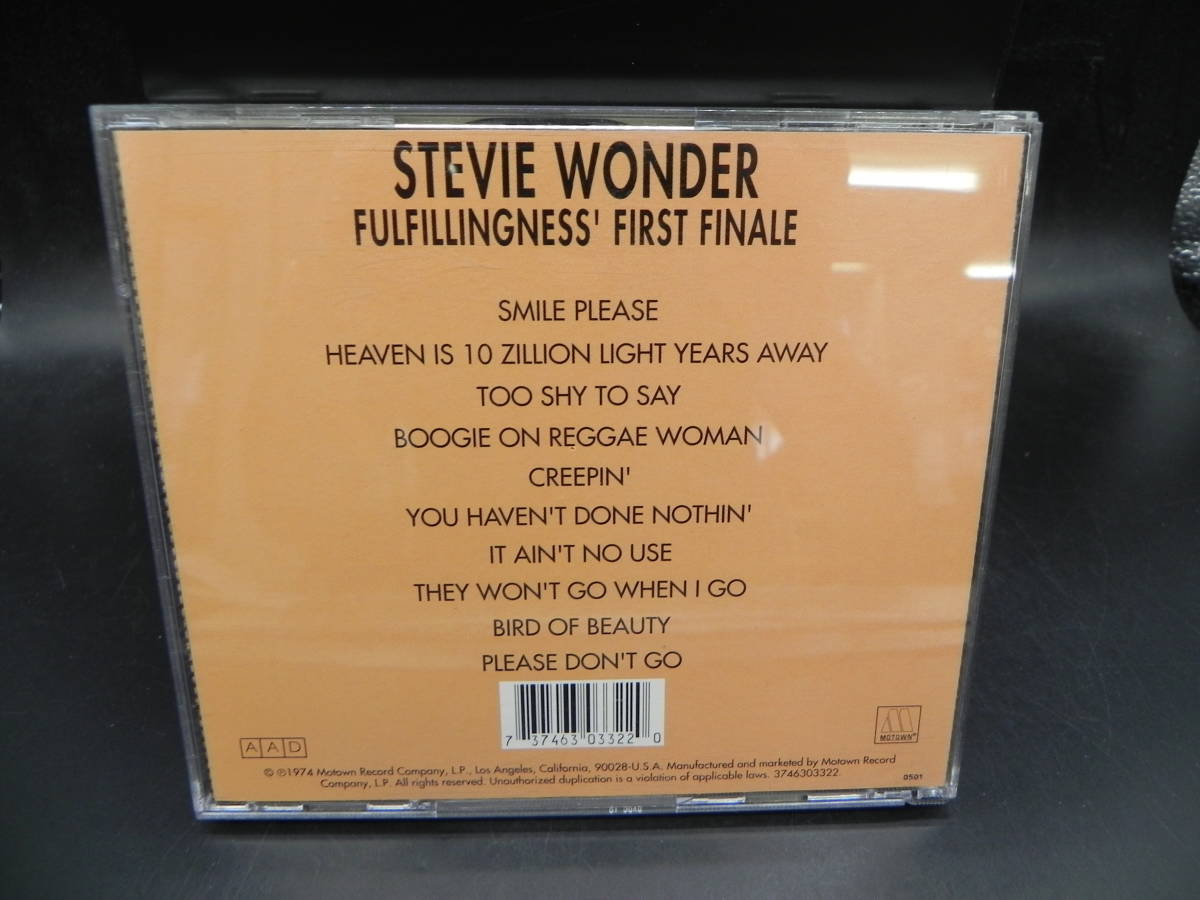 STEVIE WONDER
FULFILLINGNESS' FIRST FINALE
SMILE PLEASE
HEAVEN IS 10 ZILLION LIGHT YEARS AWAY
TOO SHY TO SAY
BOOGIE ON REGGAE WOMAN
CREEPIN'
YOU HAVEN'T DONE NOTHIN'
IT AIN'T NO USE
THEY WON'T GO WHEN I GO
BIRD OF BEAUTY
PLEASE DON'T GO
7 37463 03322 0
AAD
MOTOWN®
© ℗1974 Motown Record Company, L.P., Los Angeles, California, 90028-U.S.A. Manufactured and marketed by Motown Record
Company, L.P. All rights reserved. Unauthorized duplication is a violation of applicable laws. 3746303322
0501